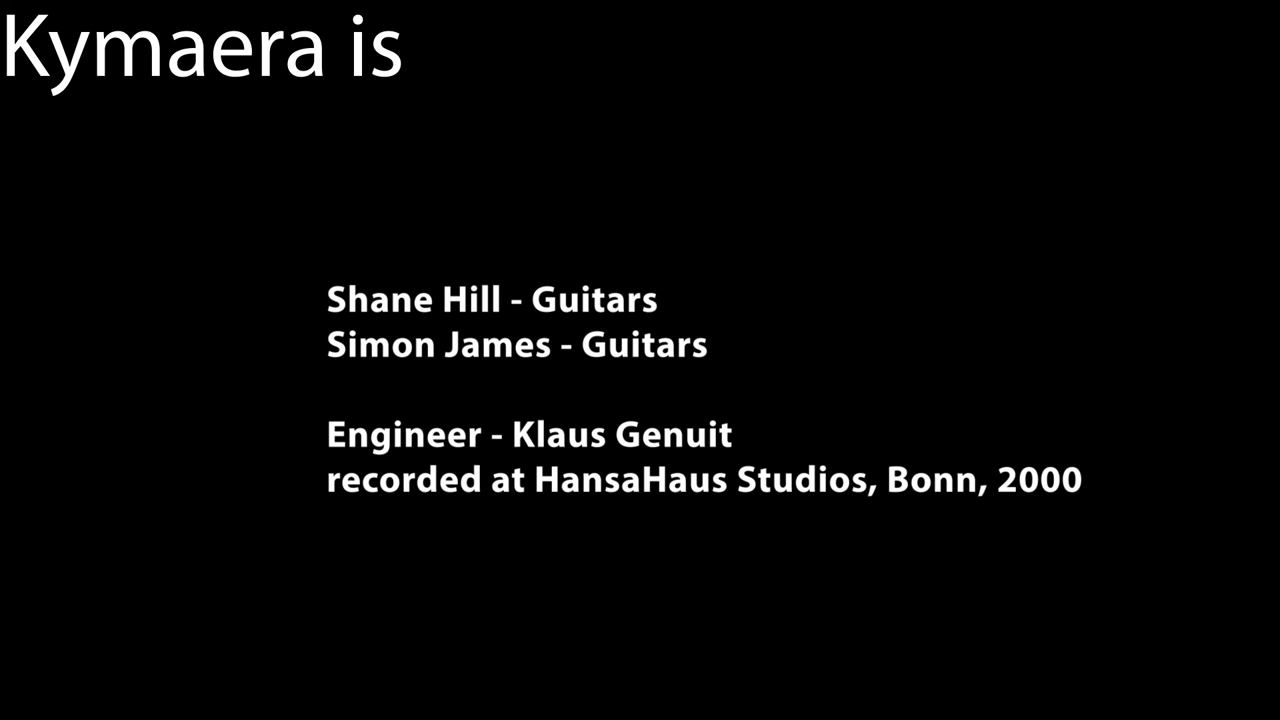 Kymaera is
Shane Hill - Guitars
Simon James - Guitars
Engineer - Klaus Genuit
recorded at HansaHaus Studios, Bonn, 2000